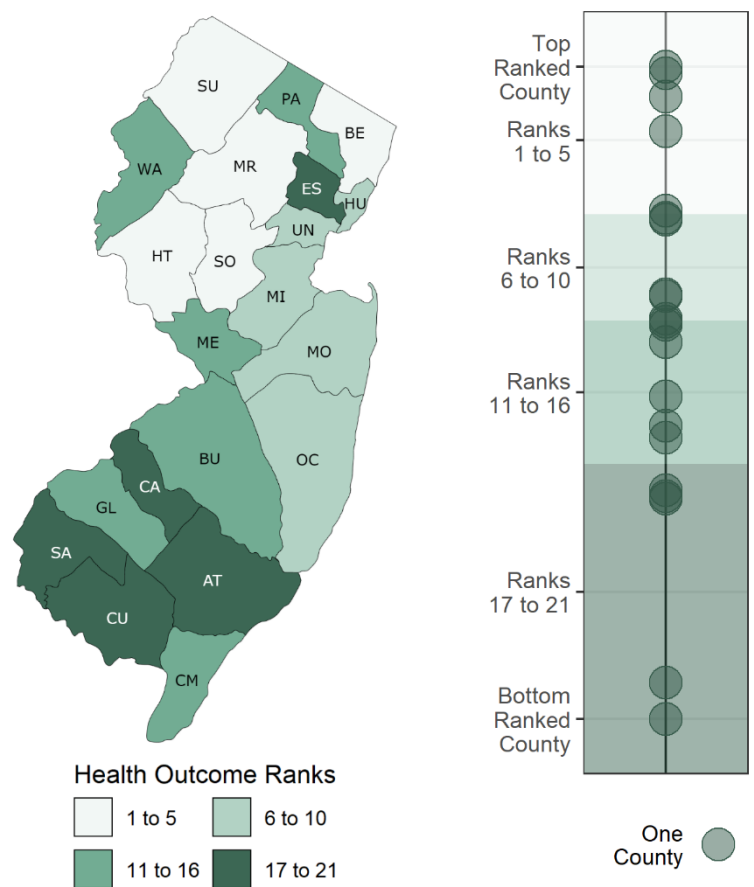 SU
PA
BE
WA
MR
ES
HU
UN
HT
SO
MI
ME
MO
BU
OC
CA
GL
SA
AT
CU
CM
Health Outcome Ranks
1 to 5
6 to 10
11 to 16
17 to 21
Top
Ranked
County
Ranks
1 to 5
Ranks
6 to 10
Ranks
11 to 16
Ranks
17 to 21
Bottom
Ranked
County
One
County